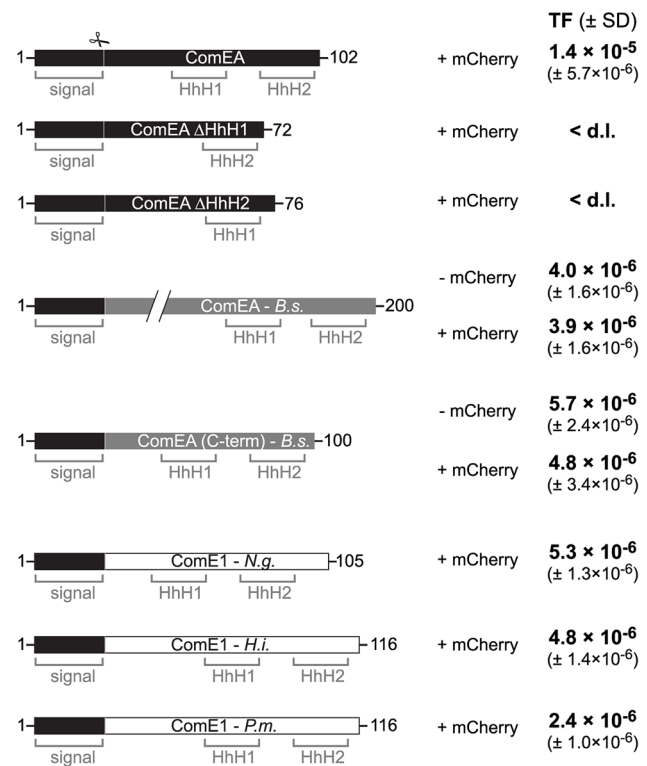 TF (± SD)
1 ComEA 102 + mCherry 1.4 × 10⁻⁵
signal HhH1 HhH2 (± 5.7×10⁻⁶)
1 ComEA ΔHhH1 72 + mCherry < d.l.
signal HhH2
1 ComEA ΔHhH2 76 + mCherry < d.l.
signal HhH1
- mCherry 4.0 × 10⁻⁶
(± 1.6×10⁻⁶)
1 ComEA - B.s. 200
signal HhH1 HhH2 + mCherry 3.9 × 10⁻⁶
(± 1.6×10⁻⁶)
- mCherry 5.7 × 10⁻⁶
(± 2.4×10⁻⁶)
1 ComEA (C-term) - B.s. 100
signal HhH1 HhH2 + mCherry 4.8 × 10⁻⁶
(± 3.4×10⁻⁶)
1 ComE1 - N.g. 105 + mCherry 5.3 × 10⁻⁶
signal HhH1 HhH2 (± 1.3×10⁻⁶)
1 ComE1 - H.i. 116 + mCherry 4.8 × 10⁻⁶
signal HhH1 HhH2 (± 1.4×10⁻⁶)
1 ComE1 - P.m. 116 + mCherry 2.4 × 10⁻⁶
signal HhH1 HhH2 (± 1.0×10⁻⁶)